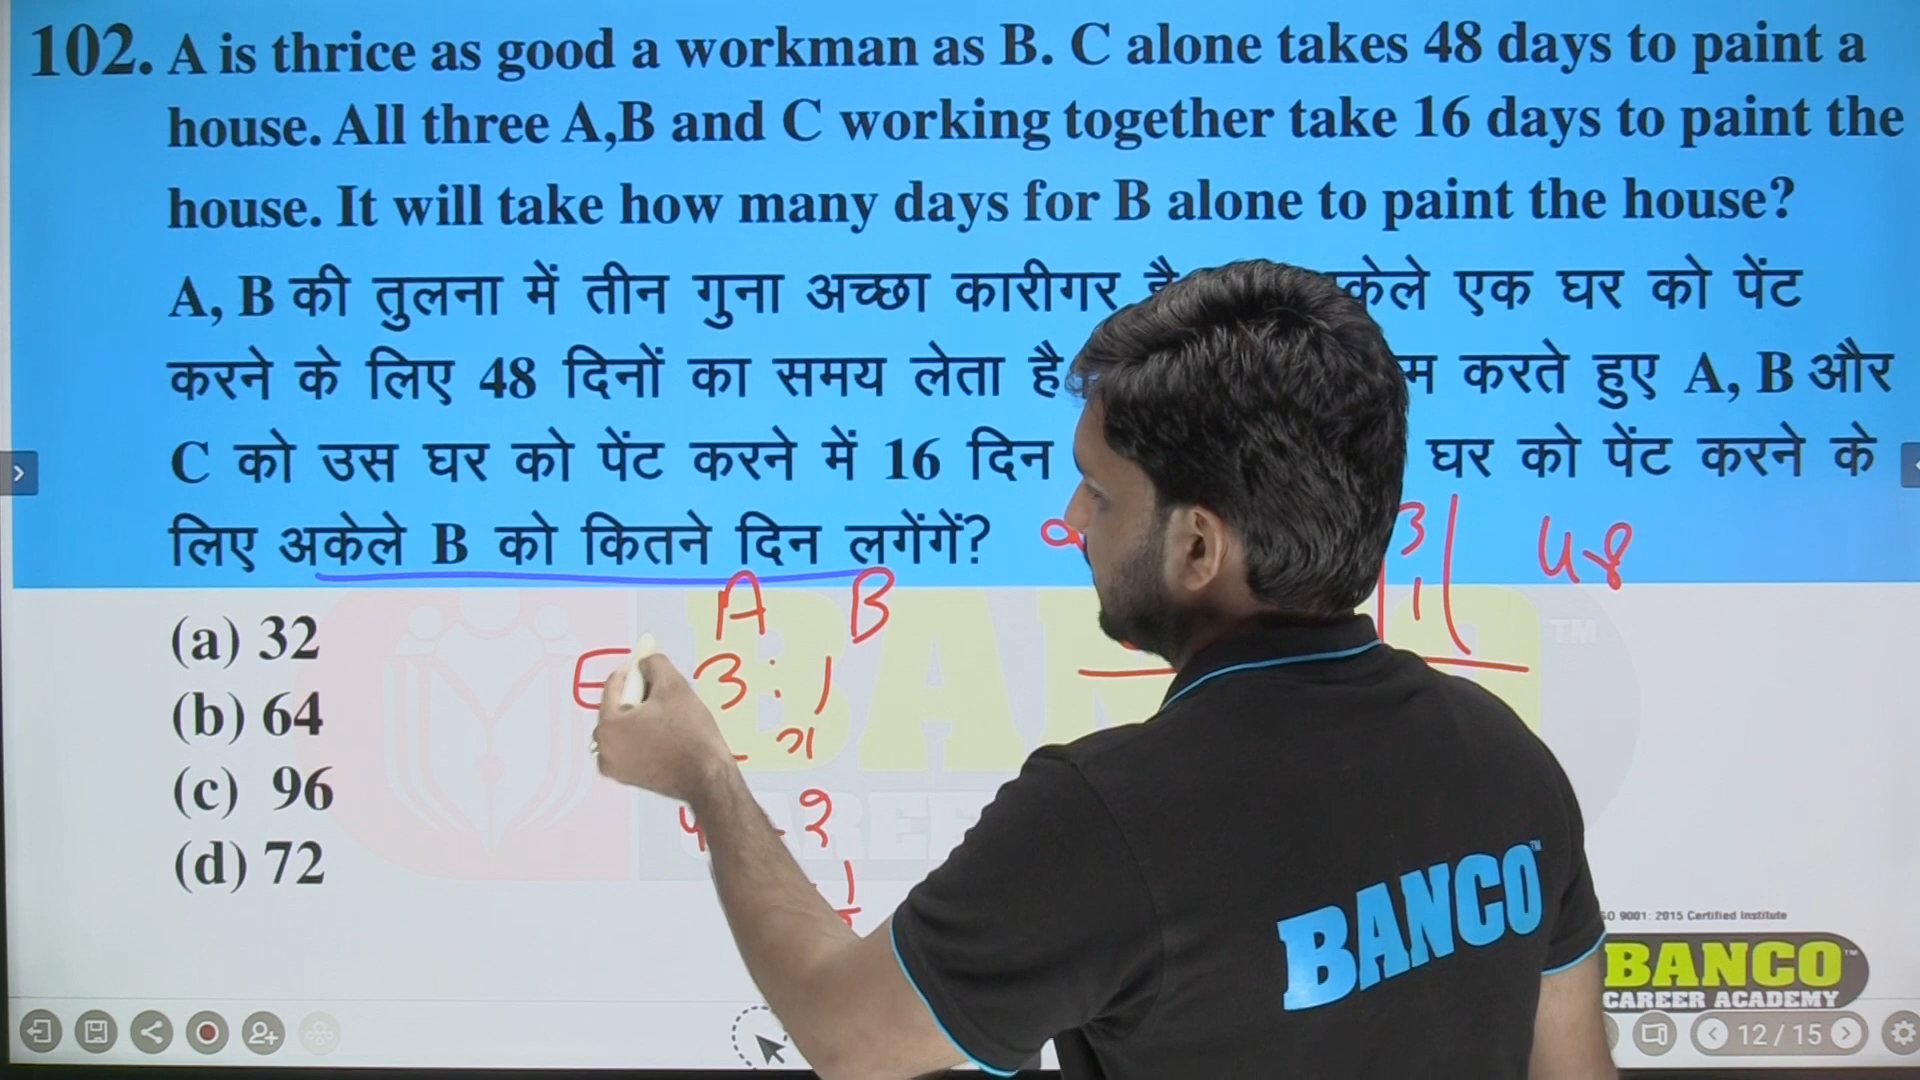 102. A is thrice as good a workman as B. C alone takes 48 days to paint a
house. All three A,B and C working together take 16 days to paint the
house. It will take how many days for B alone to paint the house?
A, B की तुलना में तीन गुना अच्छा कारीगर है केले एक घर को पेंट
करने के लिए 48 दिनों का समय लेता है म करते हुए A, B और
C को उस घर को पेंट करने में 16 दिन घर को पेंट करने के
लिए अकेले B को कितने दिन लगेंगें?
3 48
1
A B
E 3 : 1
(a) 32
(b) 64
(c) 96
(d) 72
BANCO
ISO 9001: 2015 Certified Institute
BANCO
CAREER ACADEMY
12 / 15